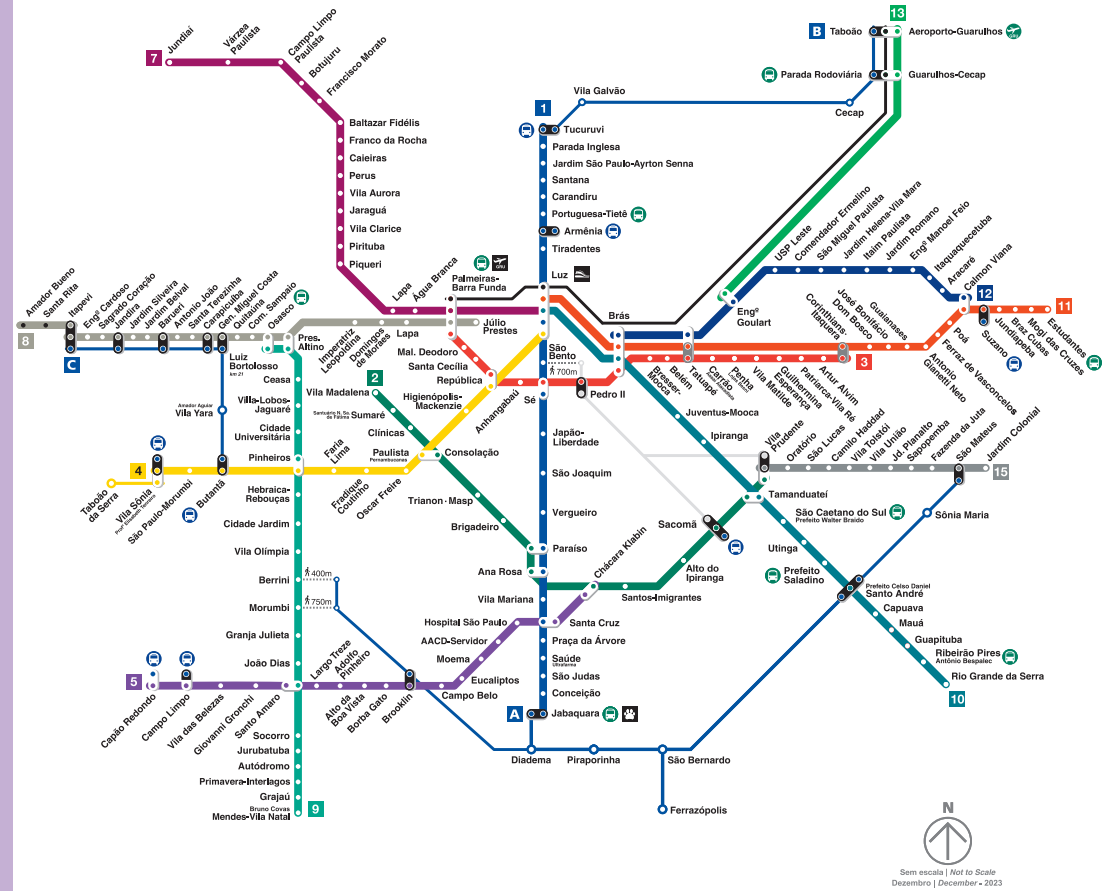 13
B
Taboão
Aeroporto-Guarulhos
GRU
Parada Rodoviária
Guarulhos-Cecap
7
Jundiaí
Várzea
Paulista
Campo Limpo
Paulista
Botujuru
Francisco Morato
Baltazar Fidélis
Franco da Rocha
Caieiras
Perus
Vila Aurora
Jaraguá
Vila Clarice
Pirituba
Piqueri
Lapa
Água Branca
Vila Galvão
Cecap
1
Tucuruvi
Parada Inglesa
Jardim São Paulo-Ayrton Senna
Santana
Carandiru
Portuguesa-Tietê
Armênia
Tiradentes
GRU
Palmeiras-
Barra Funda
Luz
Brás
Engº
Goulart
USP Leste
Comendador Ermelino
São Miguel Paulista
Jardim Helena-Vila Mara
Itaim Paulista
Jardim Romano
Engº Manoel Feio
Itaquaquecetuba
Aracaré
Calmon Viana
12
11
Suzano
Jundiapeba
Braz Cubas
Mogi das Cruzes
Estudantes
Corinthians-
Itaquera
Dom Bosco
José Bonifácio
Guaianases
Poá
Ferraz de Vasconcelos
Antonio
Gianetti Neto
3
Bresser-
Mooca
Belém
Tatuapé
Carrão
Penha
Vila Matilde
Guilhermina
Esperança
Patriarca-Vila Ré
Artur Alvim
8
Amador Bueno
Santa Rita
Itapevi
Engº Cardoso
Sagrado Coração
Jardim Silveira
Jardim Belval
Barueri
Antonio João
Santa Terezinha
Carapicuíba
Gen. Miguel Costa
Quitaúna
Com. Sampaio
Osasco
C
Luiz
Bortolosso
km 21
Pres.
Altino
Imperatriz
Leopoldina
Domingos
de Moraes
Lapa
Júlio
Prestes
Mal. Deodoro
Santa Cecília
República
Higienópolis-
Mackenzie
Anhangabaú
Sé
São
Bento
700m
Pedro II
Amador Aguiar
Vila Yara
Ceasa
Villa-Lobos-
Jaguaré
Cidade
Universitária
Pinheiros
Hebraica-
Rebouças
Cidade Jardim
Vila Olímpia
Berrini
400m
Morumbi
750m
Granja Julieta
João Dias
2
Vila Madalena
Santuário N. Sa.
de Fátima
Sumaré
Clínicas
Paulista
Pernambucanas
Consolação
Trianon-Masp
Brigadeiro
Paraíso
Ana Rosa
Chácara Klabin
Santos-Imigrantes
Alto do
Ipiranga
Sacomã
Tamanduateí
Vila
Prudente
4
Taboão
da Serra
Vila Sônia
São Paulo-Morumbi
Butantã
Faria
Lima
Fradique
Coutinho
Oscar Freire
Japão-
Liberdade
São Joaquim
Vergueiro
Vila Mariana
Santa Cruz
Praça da Árvore
Saúde
Ultrafarma
São Judas
Conceição
A
Jabaquara
Juventus-Mooca
Ipiranga
Oratório
São Lucas
Camilo Haddad
Vila Tolstói
Vila União
Jd. Planalto
Sapopemba
Fazenda da Juta
São Mateus
Jardim Colonial
15
São Caetano do Sul
Prefeito Walter Braido
Utinga
Prefeito
Saladino
Prefeito Celso Daniel
Santo André
Capuava
Mauá
Guapituba
Ribeirão Pires
Antônio Bespalec
Rio Grande da Serra
10
Sônia Maria
5
Capão Redondo
Campo Limpo
Vila das Belezas
Giovanni Gronchi
Santo Amaro
Largo Treze
Adolfo
Pinheiro
Alto da
Boa Vista
Borba Gato
Brooklin
Campo Belo
Eucaliptos
Moema
AACD-Servidor
Hospital São Paulo
Socorro
Jurubatuba
Autódromo
Primavera-Interlagos
Grajaú
Bruno Covas
Mendes-Vila Natal
9
Diadema
Piraporinha
São Bernardo
Ferrazópolis
N
Sem escala | Not to Scale
Dezembro | December - 2023